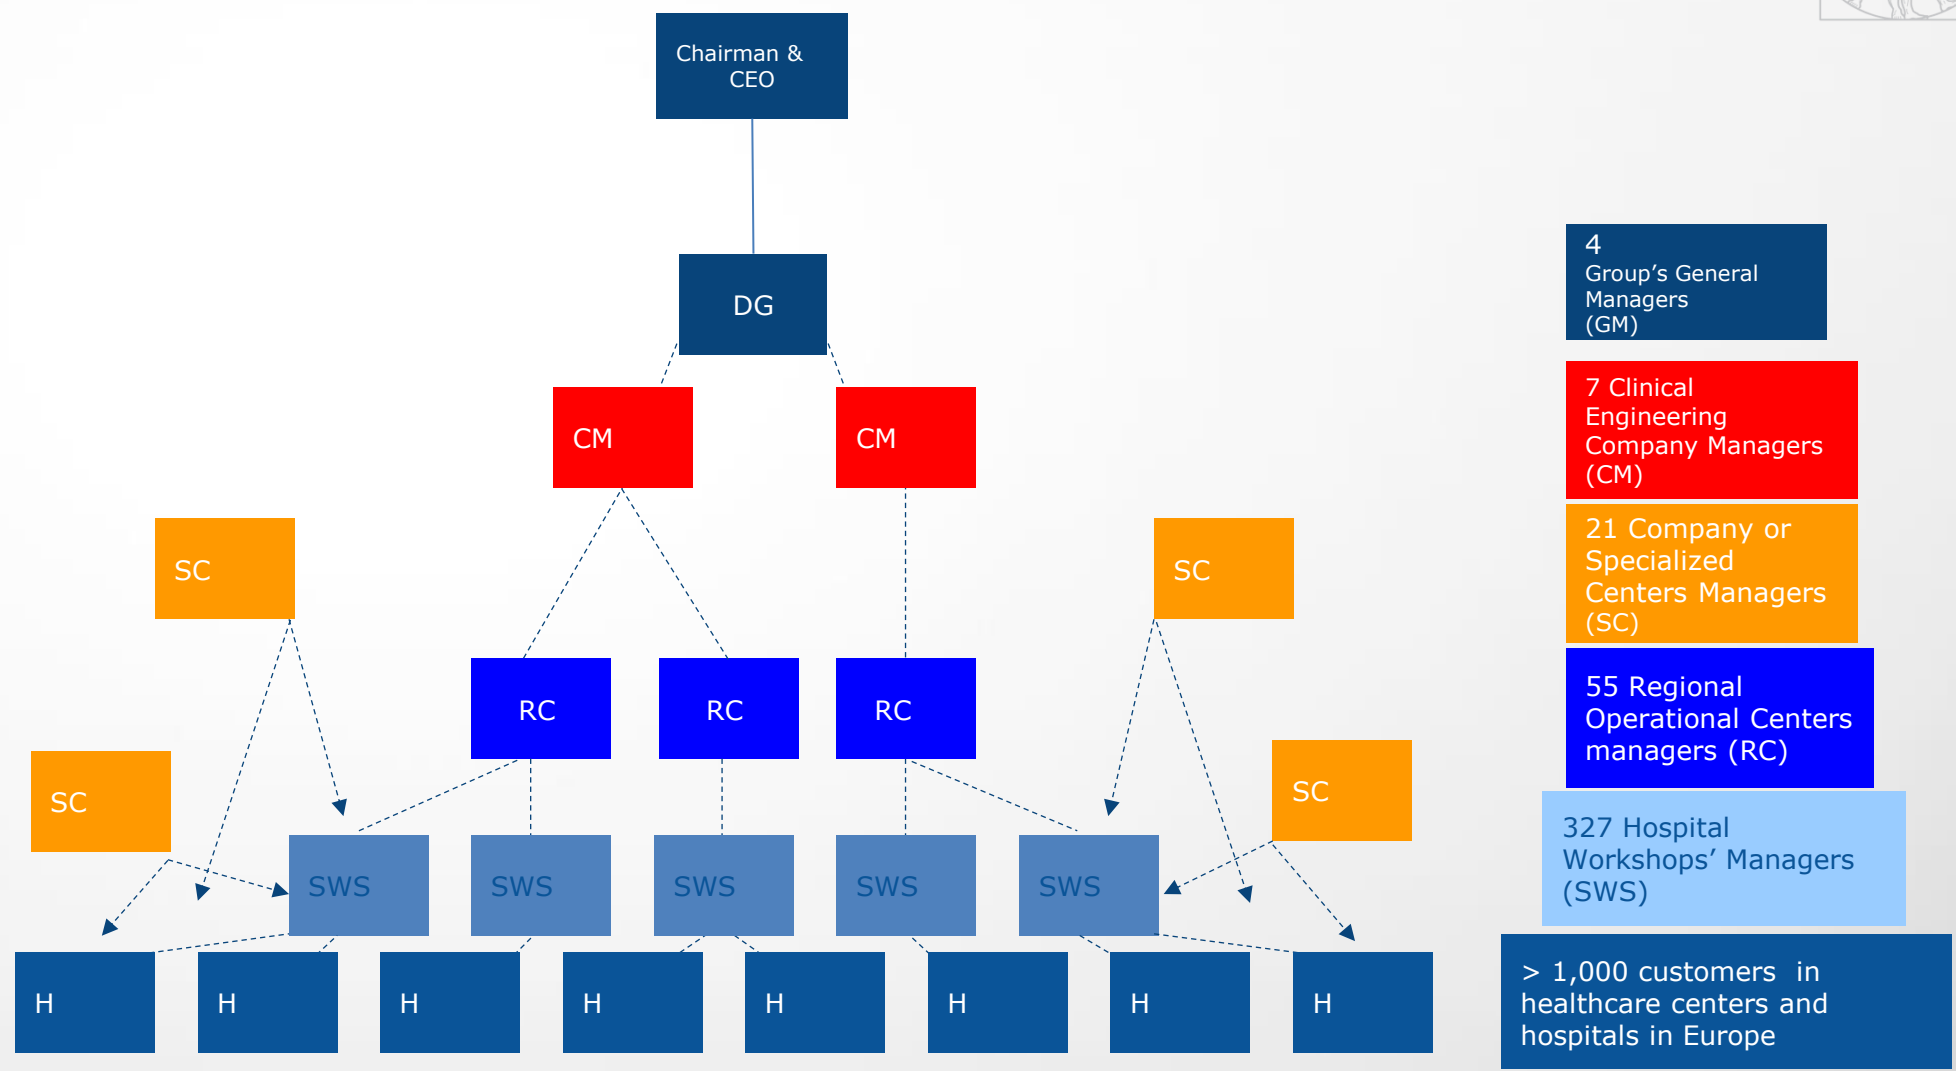 Chairman &
CEO
DG
CM
CM
SC
SC
RC
RC
RC
SC
SC
SWS
SWS
SWS
SWS
SWS
H
H
H
H
H
H
H
H
4
Group’s General
Managers
(GM)
7 Clinical
Engineering
Company Managers
(CM)
21 Company or
Specialized
Centers Managers
(SC)
55 Regional
Operational Centers
managers (RC)
327 Hospital
Workshops’ Managers
(SWS)
> 1,000 customers in
healthcare centers and
hospitals in Europe